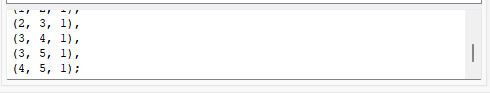 (2, 3, 1),
(3, 4, 1),
(3, 5, 1),
(4, 5, 1);